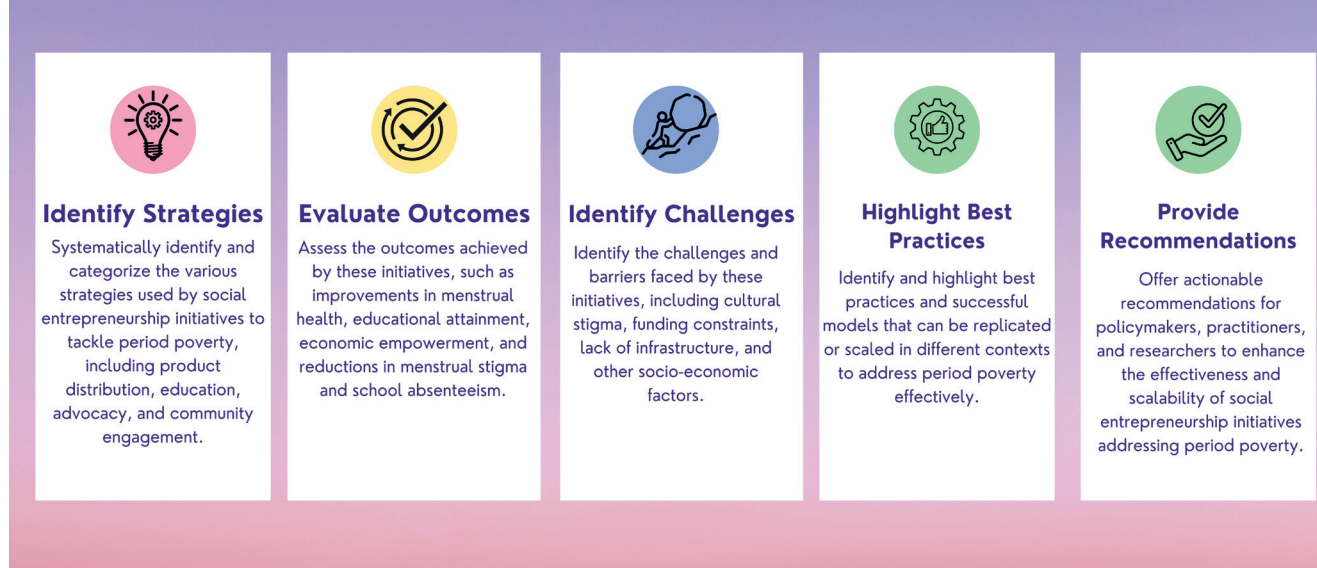 Identify Strategies
Systematically identify and
categorize the various
strategies used by social
entrepreneurship initiatives to
tackle period poverty,
including product
distribution, education,
advocacy, and community
engagement.
Evaluate Outcomes
Assess the outcomes achieved
by these initiatives, such as
improvements in menstrual
health, educational attainment,
economic empowerment, and
reductions in menstrual stigma
and school absenteeism.
Identify Challenges
Identify the challenges and
barriers faced by these
initiatives, including cultural
stigma, funding constraints,
lack of infrastructure, and
other socio-economic
factors.
Highlight Best
Practices
Identify and highlight best
practices and successful
models that can be replicated
or scaled in different contexts
to address period poverty
effectively.
Provide
Recommendations
Offer actionable
recommendations for
policymakers, practitioners,
and researchers to enhance
the effectiveness and
scalability of social
entrepreneurship initiatives
addressing period poverty.